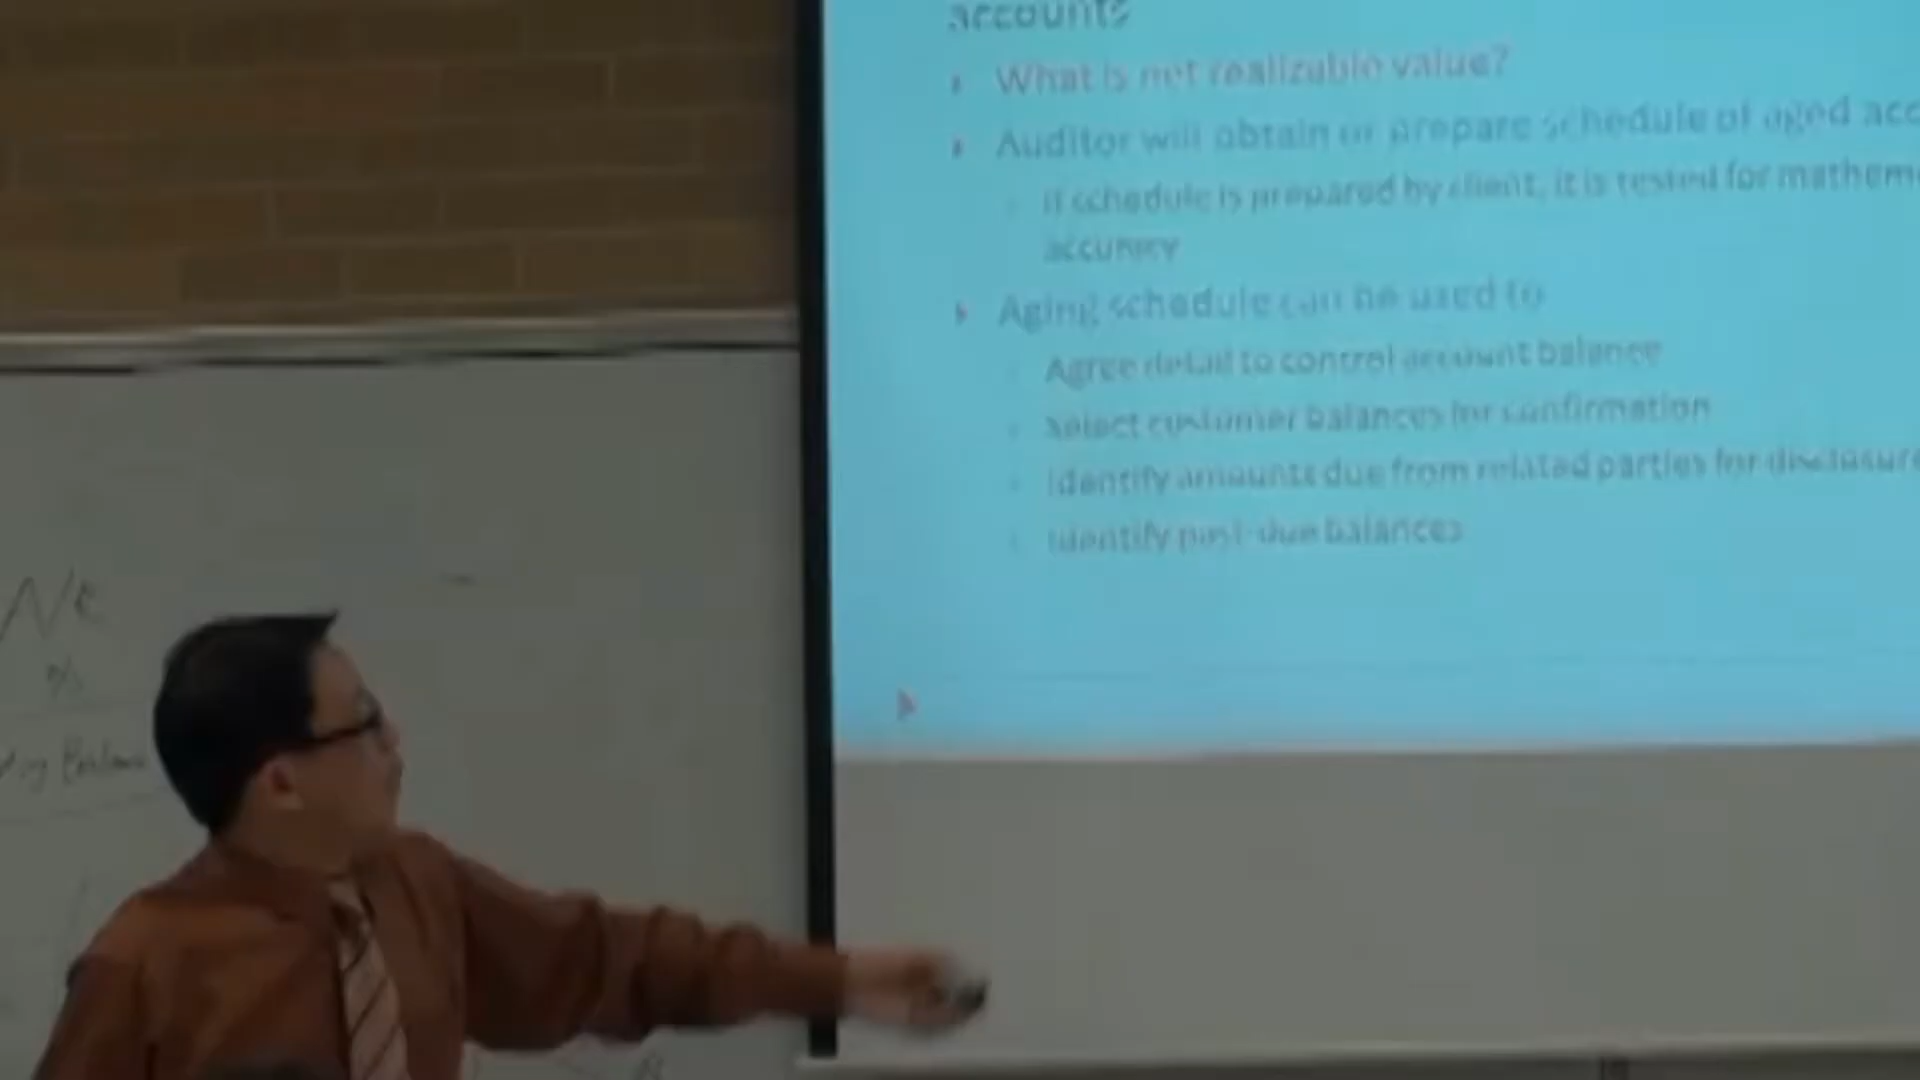 accounts
What is net realizable value?
Auditor will obtain or prepare schedule of aged acc
If schedule is prepared by client, it is tested for mathem
accuracy
Aging schedule can be used to
Agree detail to control account balance
Select customer balances for confirmation
Identify amounts due from related parties for disclosure
Identify past-due balances